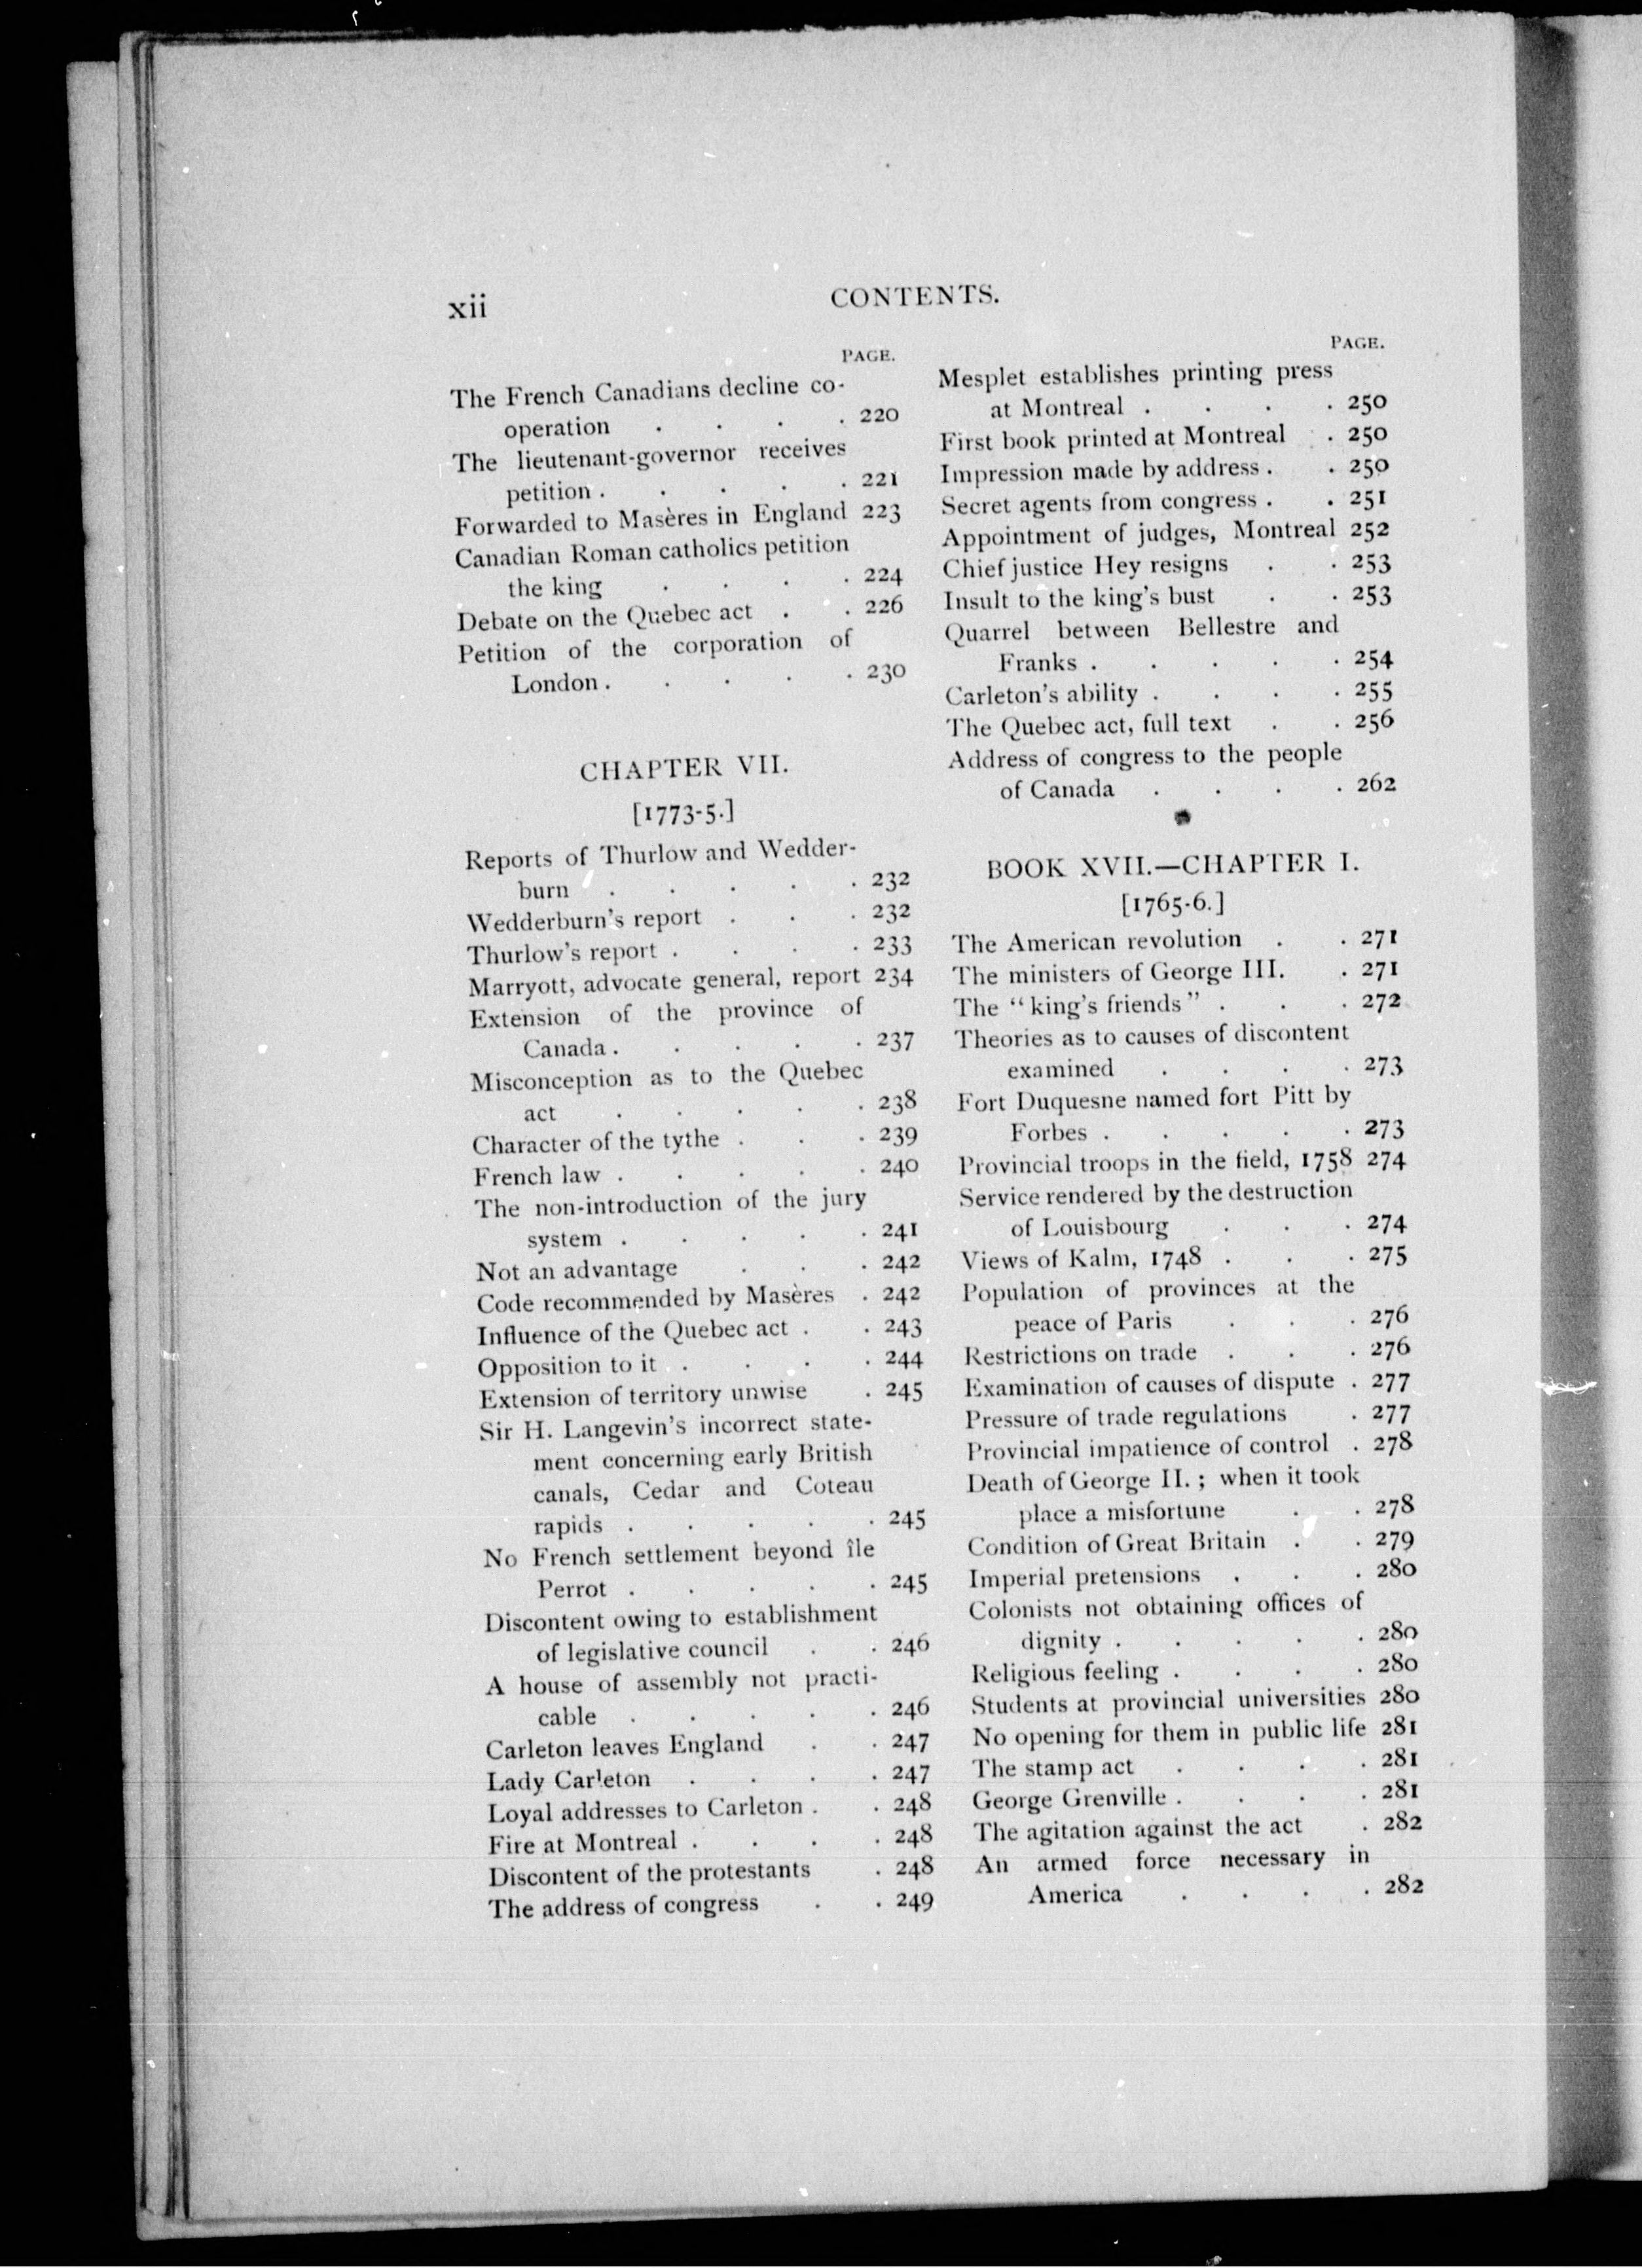 xii
CONTENTS.
PAGE.
The French Canadians decline co-
operation . . . . 220
The lieutenant-governor receives
petition . . . . . 221
Forwarded to Masères in England 223
Canadian Roman catholics petition
the king . . . . 224
Debate on the Quebec act . . 226
Petition of the corporation of
London . . . . . 230
CHAPTER VII.
[1773-5.]
Reports of Thurlow and Wedder-
burn . . . . . 232
Wedderburn's report . . . 232
Thurlow's report . . . . 233
Marryott, advocate general, report 234
Extension of the province of
Canada . . . . . 237
Misconception as to the Quebec
act . . . . . 238
Character of the tythe . . . 239
French law . . . . . 240
The non-introduction of the jury
system . . . . . 241
Not an advantage . . . 242
Code recommended by Masères . 242
Influence of the Quebec act . . 243
Opposition to it . . . . 244
Extension of territory unwise . 245
Sir H. Langevin's incorrect state-
ment concerning early British
canals, Cedar and Coteau
rapids . . . . . 245
No French settlement beyond île
Perrot . . . . . 245
Discontent owing to establishment
of legislative council . . 246
A house of assembly not practi-
cable . . . . . 246
Carleton leaves England . . 247
Lady Carleton . . . . 247
Loyal addresses to Carleton . . 248
Fire at Montreal . . . . 248
Discontent of the protestants . 248
The address of congress . . 249
PAGE.
Mesplet establishes printing press
at Montreal . . . . 250
First book printed at Montreal . 250
Impression made by address . . 250
Secret agents from congress . . 251
Appointment of judges, Montreal 252
Chief justice Hey resigns . . 253
Insult to the king's bust . . 253
Quarrel between Bellestre and
Franks . . . . . 254
Carleton's ability . . . . 255
The Quebec act, full text . . 256
Address of congress to the people
of Canada . . . . 262
BOOK XVII.—CHAPTER I.
[1765-6.]
The American revolution . . 271
The ministers of George III. . 271
The "king's friends" . . . 272
Theories as to causes of discontent
examined . . . . 273
Fort Duquesne named fort Pitt by
Forbes . . . . . 273
Provincial troops in the field, 1758 274
Service rendered by the destruction
of Louisbourg . . . 274
Views of Kalm, 1748 . . . 275
Population of provinces at the
peace of Paris . . . 276
Restrictions on trade . . . 276
Examination of causes of dispute . 277
Pressure of trade regulations . 277
Provincial impatience of control . 278
Death of George II. ; when it took
place a misfortune . . 278
Condition of Great Britain . . 279
Imperial pretensions . . . 280
Colonists not obtaining offices of
dignity . . . . . 280
Religious feeling . . . . 280
Students at provincial universities 280
No opening for them in public life 281
The stamp act . . . . 281
George Grenville . . . . 281
The agitation against the act . 282
An armed force necessary in
America . . . . 282